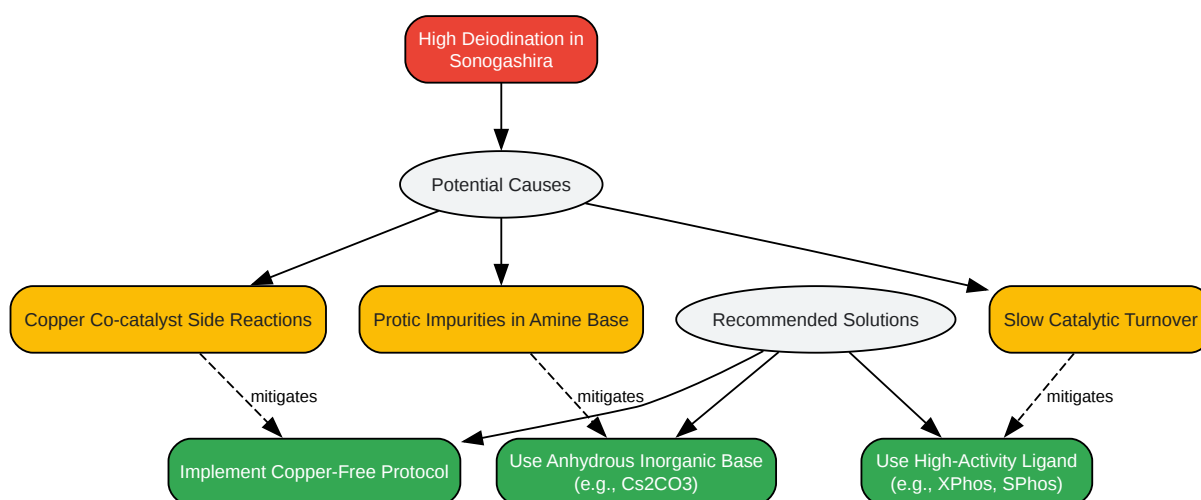 High Deiodination in
Sonogashira
Potential Causes
Copper Co-catalyst Side Reactions
Protic Impurities in Amine Base
Recommended Solutions
Slow Catalytic Turnover
mitigates
mitigates
mitigates
Implement Copper-Free Protocol
Use Anhydrous Inorganic Base
(e.g., Cs2CO3)
Use High-Activity Ligand
(e.g., XPhos, SPhos)